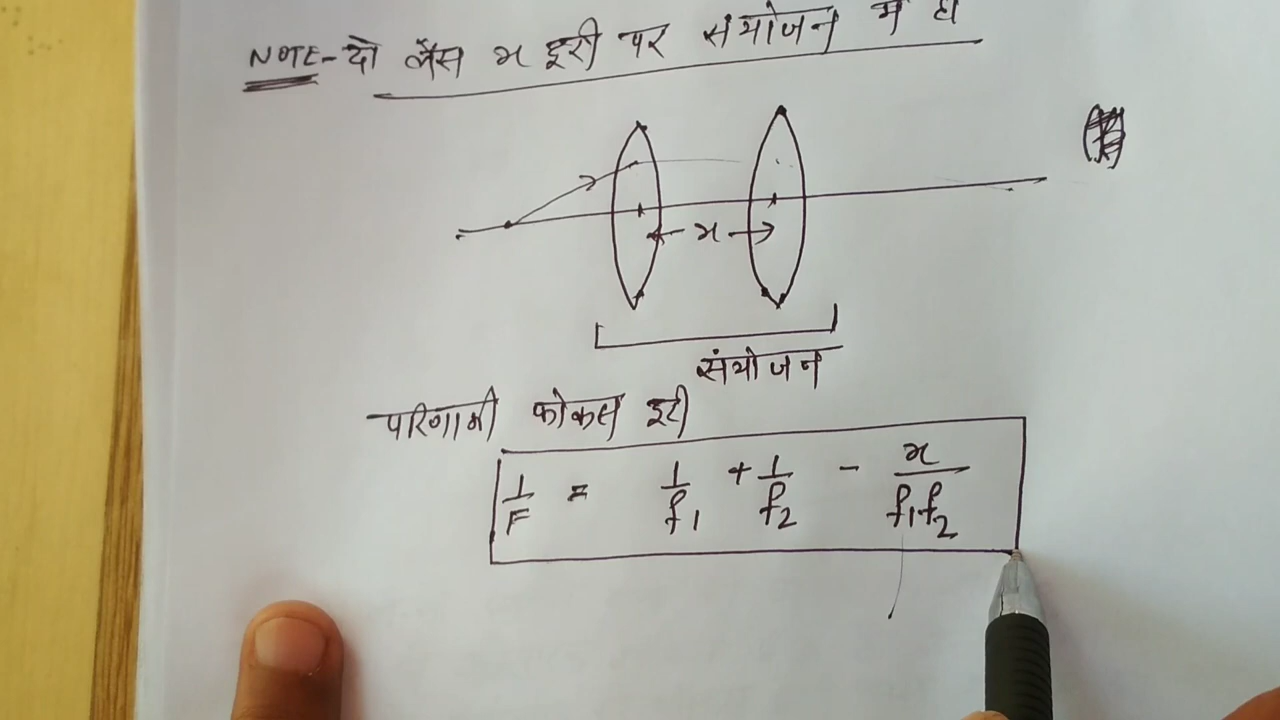 NOTE- दो लैंस x दूरी पर संयोजन में हो
x
संयोजन
परिणामी फोकस दूरी
1/F = 1/f₁ + 1/f₂ - x/f₁f₂